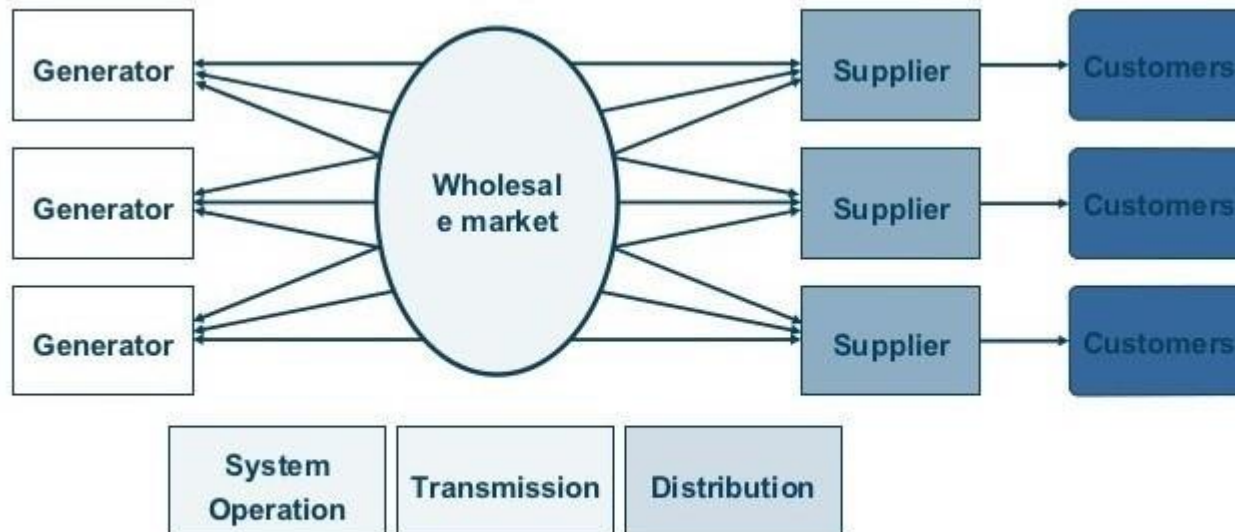 Generator
Supplier
Customers
Generator
Wholesal
e market
Supplier
Customers
Generator
Supplier
Customers
System
Operation
Transmission
Distribution